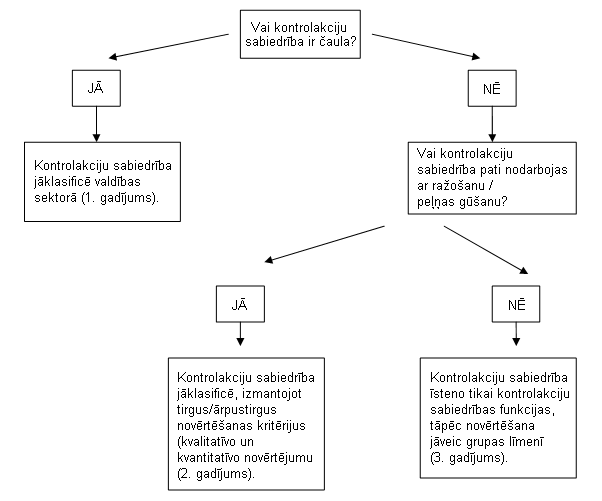 Vai kontrolakciju
sabiedrība ir čaula?
JĀ
NĒ
Kontrolakciju sabiedrība
jāklasificē valdības
sektorā (1. gadījums).
Vai kontrolakciju
sabiedrība pati nodarbojas
ar ražošanu /
peļņas gūšanu?
JĀ
NĒ
Kontrolakciju sabiedrība
jāklasificē, izmantojot
tirgus/ārpustirgus
novērtēšanas kritērijus
(kvalitatīvo un
kvantitatīvo novērtējumu
(2. gadījums).
Kontrolakciju sabiedrība
īsteno tikai kontrolakciju
sabiedrības funkcijas,
tāpēc novērtēšana
jāveic grupas līmenī
(3. gadījums).